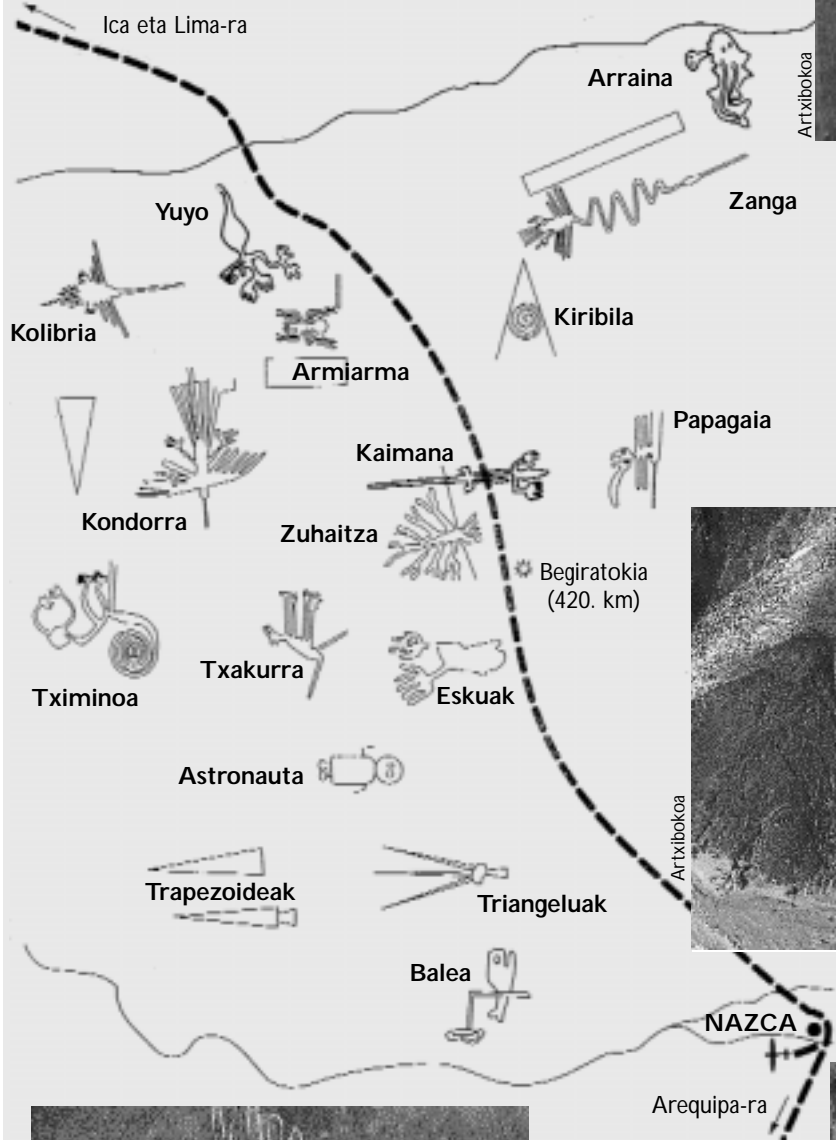 Ica eta Lima-ra
Arraina
Artxibokoa
Yuyo
Zanga
Kolibria
Kiribila
Armiarma
Papagaia
Kaimana
Kondorra
Zuhaitza
Begiratokia
(420. km)
Txakurra
Tximinoa
Eskuak
Astronauta
Artxibokoa
Trapezoideak
Triangeluak
Balea
NAZCA
Arequipa-ra